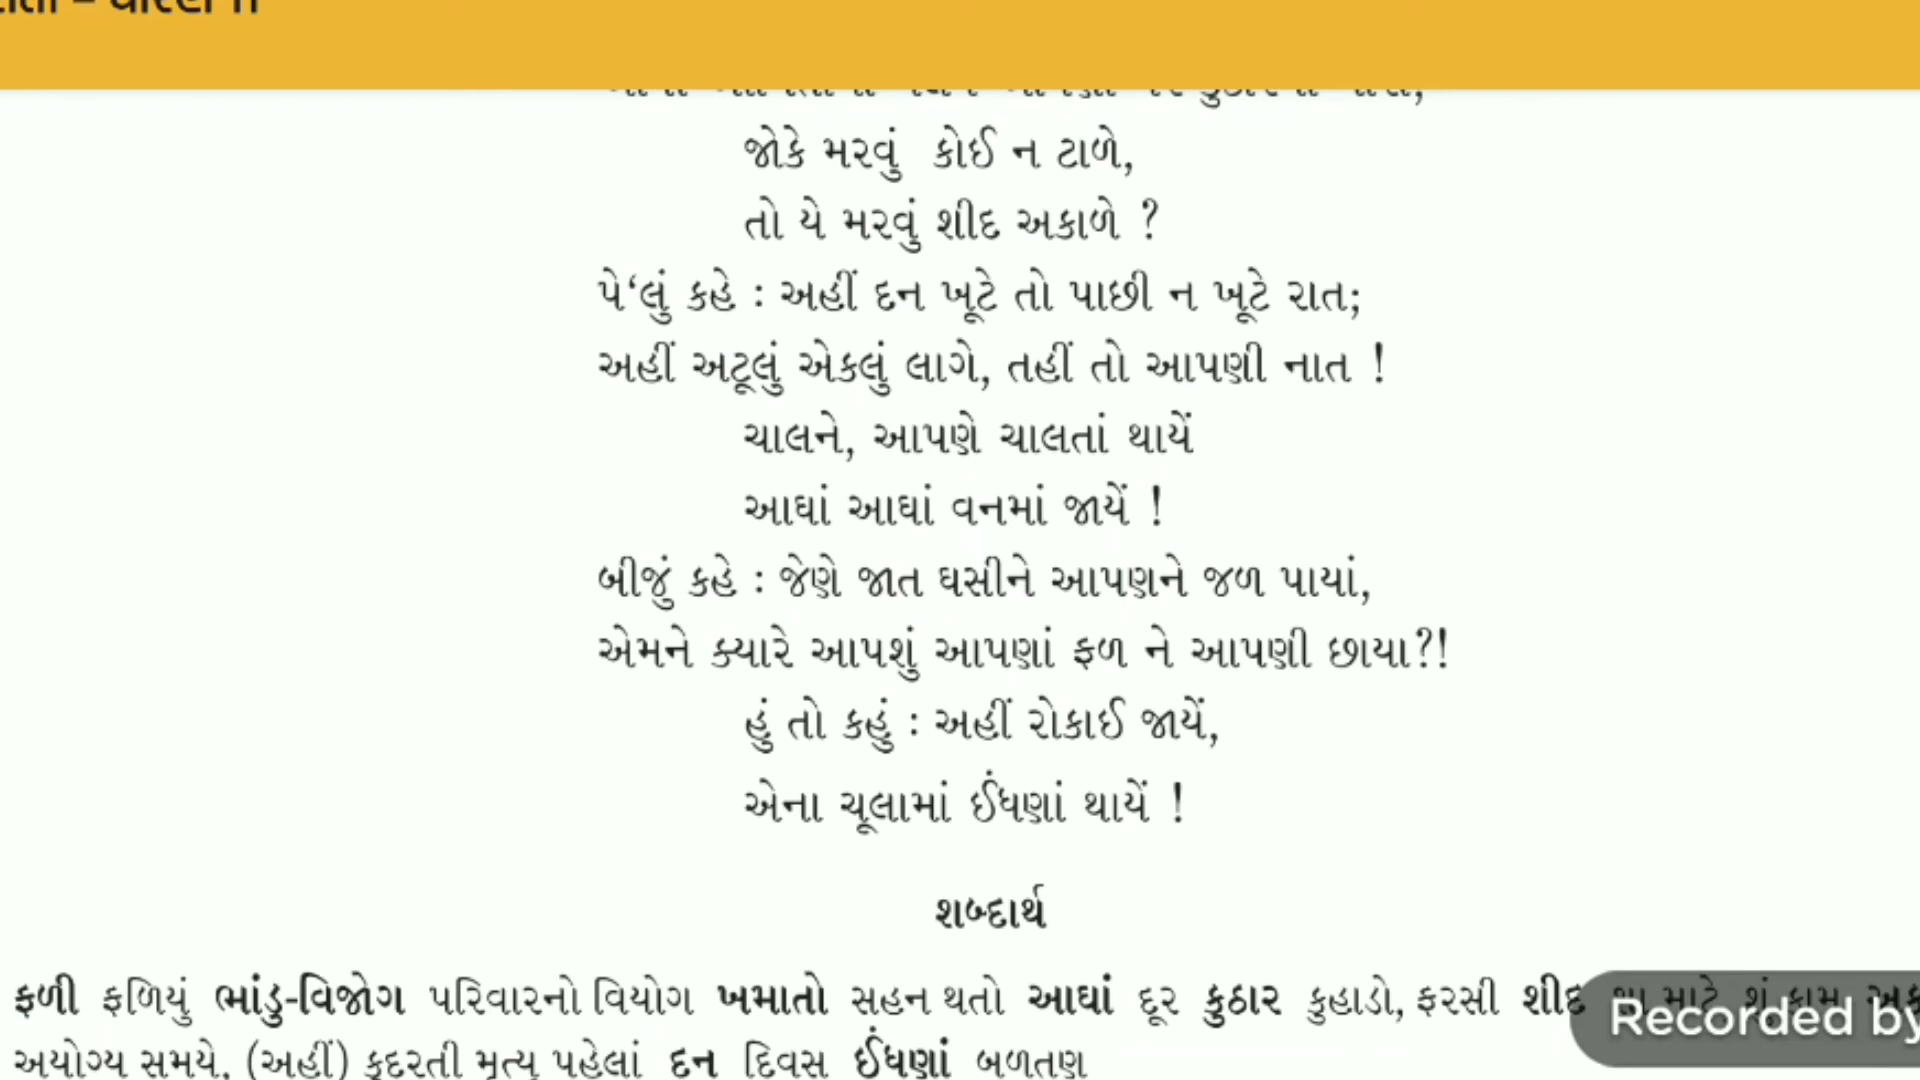 ધોરણ 11
જોકે મરવું કોઈ ન ટાળે,
તો યે મરવું શીદ અકાળે ?
પે‘લું કહે : અહીં દન ખૂટે તો પાછી ન ખૂટે રાત;
અહીં અટૂલું એકલું લાગે, તહીં તો આપણી નાત !
ચાલને, આપણે ચાલતાં થાયેં
આઘાં આઘાં વનમાં જાયેં !
બીજું કહે : જેણે જાત ઘસીને આપણને જળ પાયાં,
એમને ક્યારે આપશું આપણાં ફળ ને આપણી છાયા?!
હું તો કહું : અહીં રોકાઈ જાયેં,
એના ચૂલામાં ઈંધણાં થાયેં !
શબ્દાર્થ
ફળી ફળિયું ભાંડુ-વિજોગ પરિવારનો વિયોગ ખમાતો સહન થતો આઘાં દૂર કુઠાર કુહાડો, ફરસી શીદ શા માટે, શું કામ
અયોગ્ય સમયે, (અહીં) કુદરતી મૃત્યુ પહેલાં દન દિવસ ઈંધણાં બળતણ
Recorded by